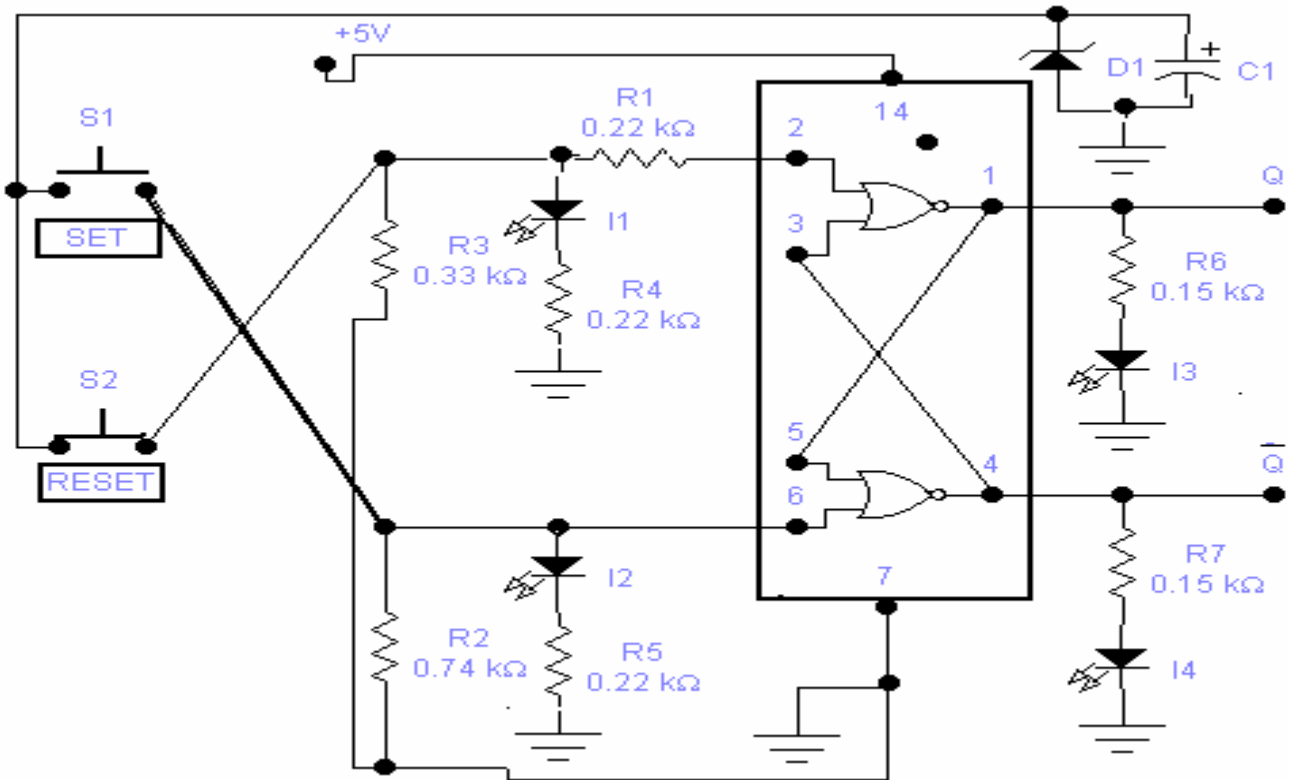 +5V
D1
+
C1
S1
SET
R1
0.22 kΩ
14
2
1
Q
I1
3
R3
0.33 kΩ
R4
0.22 kΩ
R6
0.15 kΩ
S2
RESET
I3
5
4
Q̅
6
I2
7
R7
0.15 kΩ
R2
0.74 kΩ
R5
0.22 kΩ
I4